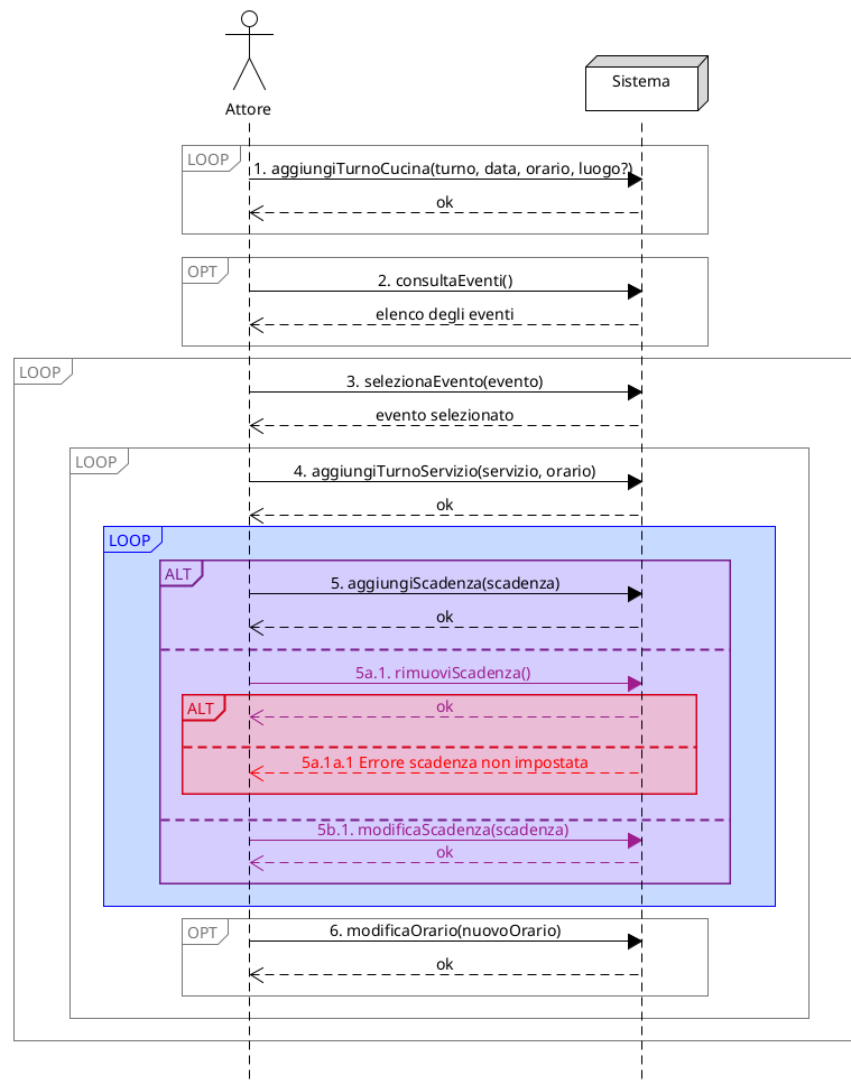 Attore
Sistema
LOOP
1. aggiungiTurnoCucina(turno, data, orario, luogo?)
ok
OPT
2. consultaEventi()
elenco degli eventi
LOOP
3. selezionaEvento(evento)
evento selezionato
LOOP
4. aggiungiTurnoServizio(servizio, orario)
ok
LOOP
ALT
5. aggiungiScadenza(scadenza)
ok
5a.1. rimuoviScadenza()
ALT
ok
5a.1a.1 Errore scadenza non impostata
5b.1. modificaScadenza(scadenza)
ok
OPT
6. modificaOrario(nuovoOrario)
ok